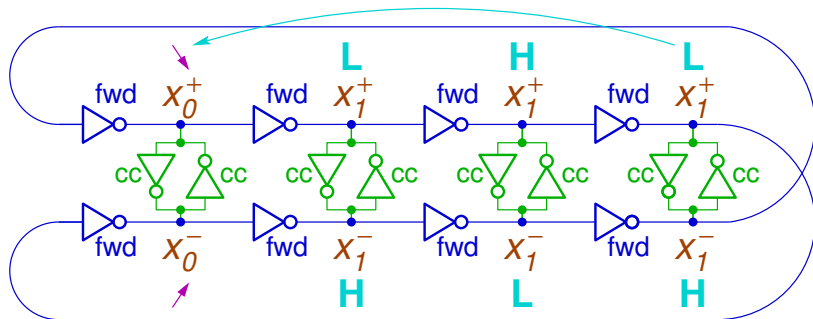 L H L
fwd x₀⁺ fwd x₁⁺ fwd x₁⁺ fwd x₁⁺
cc cc cc cc cc cc cc cc
fwd x₀⁻ fwd x₁⁻ fwd x₁⁻ fwd x₁⁻
H L H